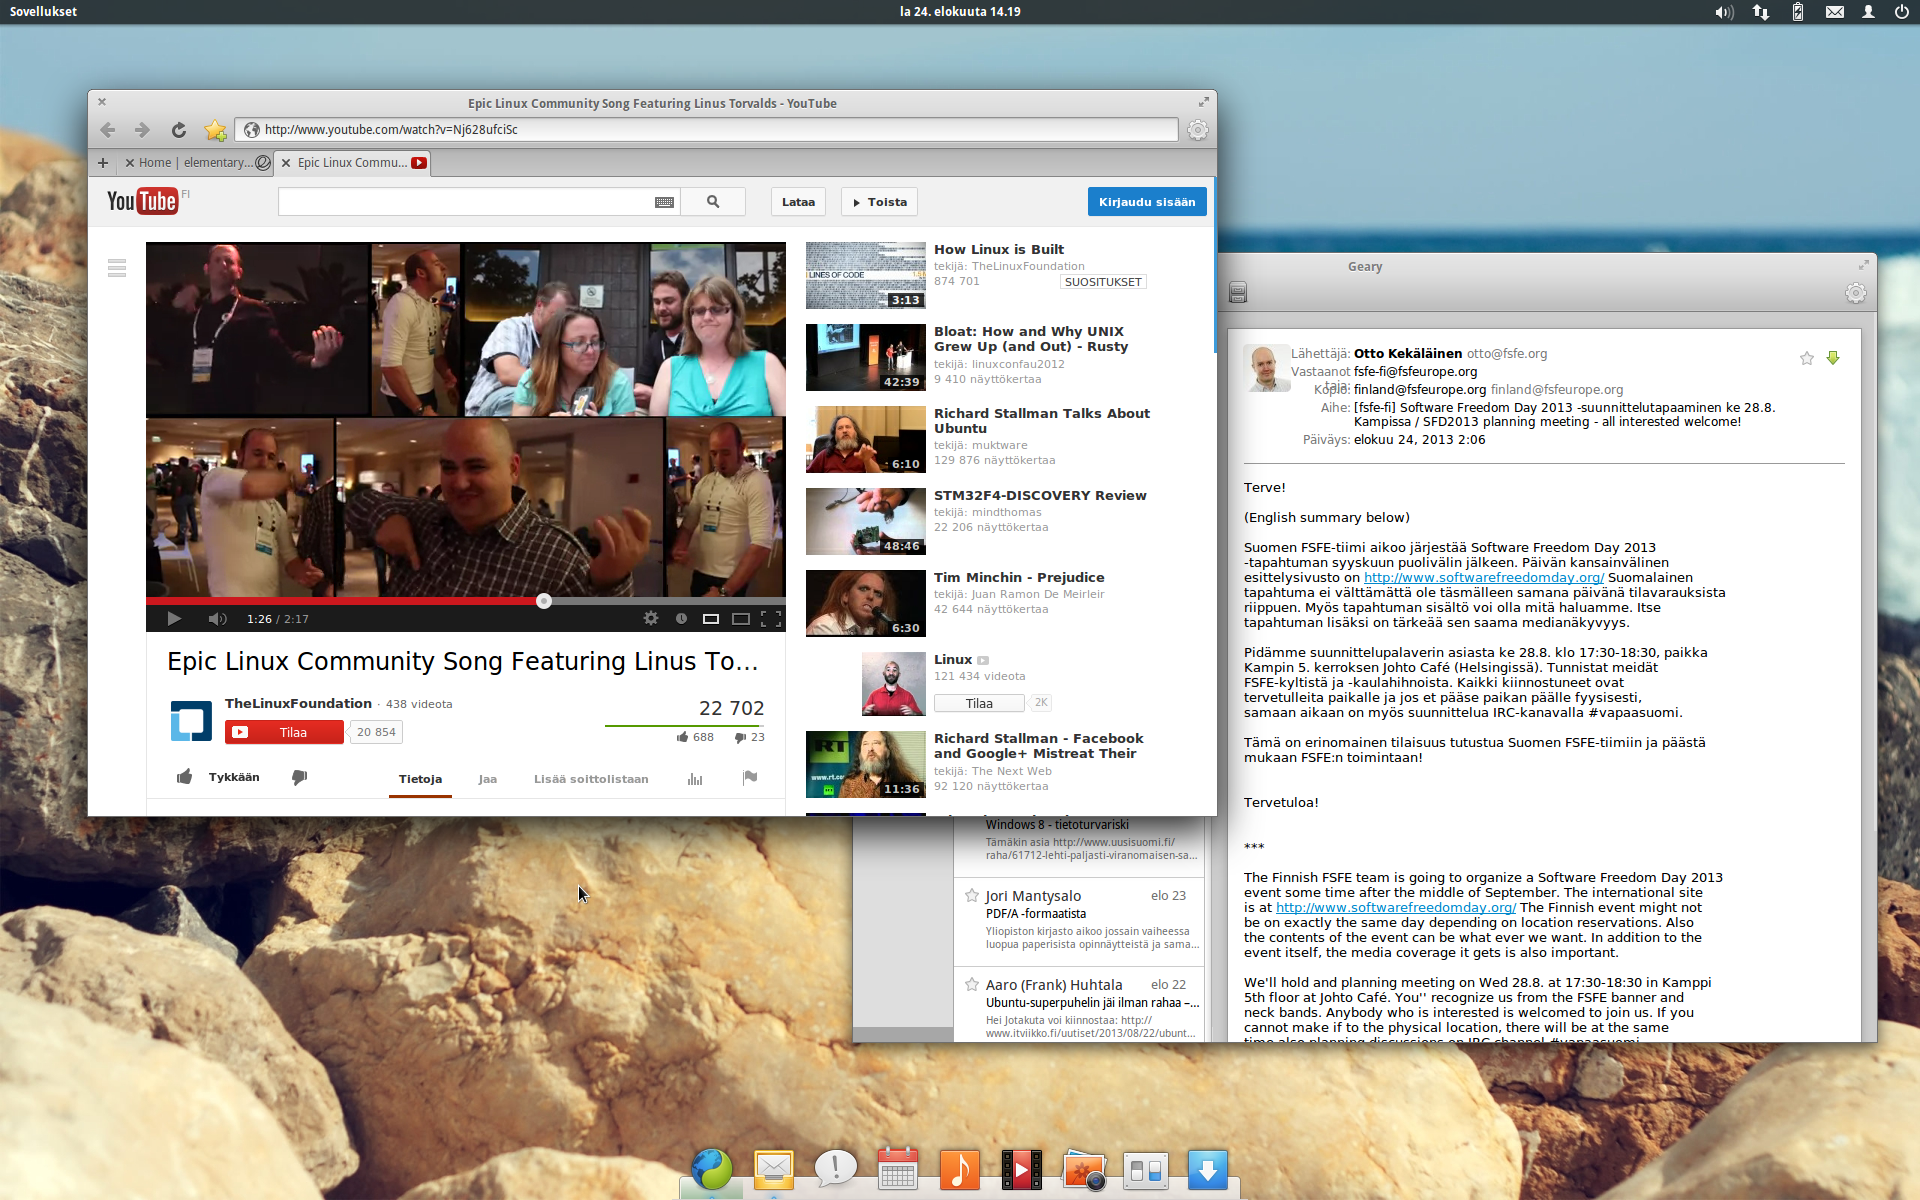 Sovellukset
la 24. elokuuta 14.19
Epic Linux Community Song Featuring Linus Torvalds - YouTube
http://www.youtube.com/watch?v=Nj628ufciSc
Home | elementary...
Epic Linux Commu...
YouTube FI
Lataa
Toista
Kirjaudu sisään
1:26 / 2:17
Epic Linux Community Song Featuring Linus To...
TheLinuxFoundation · 438 videota
Tilaa
20 854
22 702
688
23
Tykkään
Tietoja
Jaa
Lisää soittolistaan
LINES OF CODE
3:13
How Linux is Built
tekijä: TheLinuxFoundation
874 701
SUOSITUKSET
42:39
Bloat: How and Why UNIX
Grew Up (and Out) - Rusty
tekijä: linuxconfau2012
9 410 näyttökertaa
6:10
Richard Stallman Talks About
Ubuntu
tekijä: muktware
129 876 näyttökertaa
48:46
STM32F4-DISCOVERY Review
tekijä: mindthomas
22 206 näyttökertaa
6:30
Tim Minchin - Prejudice
tekijä: Juan Ramon De Meirleir
42 644 näyttökertaa
Linux
121 434 videota
Tilaa
2K
RT
11:36
Richard Stallman - Facebook
and Google+ Mistreat Their
tekijä: The Next Web
92 120 näyttökertaa
Geary
Lähettäjä: Otto Kekäläinen otto@fsfe.org
Vastaanottaja: fsfe-fi@fsfeurope.org
Kopio: finland@fsfeurope.org finland@fsfeurope.org
Aihe: [fsfe-fi] Software Freedom Day 2013 -suunnittelutapaaminen ke 28.8.
Kampissa / SFD2013 planning meeting - all interested welcome!
Päiväys: elokuu 24, 2013 2:06
Terve!
(English summary below)
Suomen FSFE-tiimi aikoo järjestää Software Freedom Day 2013
-tapahtuman syyskuun puolivälin jälkeen. Päivän kansainvälinen
esittelysivusto on http://www.softwarefreedomday.org/ Suomalainen
tapahtuma ei välttämättä ole täsmälleen samana päivänä tilavarauksista
riippuen. Myös tapahtuman sisältö voi olla mitä haluamme. Itse
tapahtuman lisäksi on tärkeää sen saama medianäkyvyys.
Pidämme suunnittelupalaverin asiasta ke 28.8. klo 17:30-18:30, paikka
Kampin 5. kerroksen Johto Café (Helsingissä). Tunnistat meidät
FSFE-kyltistä ja -kaulahihnoista. Kaikki kiinnostuneet ovat
tervetulleita paikalle ja jos et pääse paikan päälle fyysisesti,
samaan aikaan on myös suunnittelua IRC-kanavalla #vapaasuomi.
Tämä on erinomainen tilaisuus tutustua Suomen FSFE-tiimiin ja päästä
mukaan FSFE:n toimintaan!
Tervetuloa!
***
The Finnish FSFE team is going to organize a Software Freedom Day 2013
event some time after the middle of September. The international site
is at http://www.softwarefreedomday.org/ The Finnish event might not
be on exactly the same day depending on location reservations. Also
the contents of the event can be what ever we want. In addition to the
event itself, the media coverage it gets is also important.
We'll hold and planning meeting on Wed 28.8. at 17:30-18:30 in Kamppi
5th floor at Johto Café. You'' recognize us from the FSFE banner and
neck bands. Anybody who is interested is welcomed to join us. If you
cannot make if to the physical location, there will be at the same
time also planning discussions on IRC channel #vapaasuomi
Windows 8 - tietoturvariski
Tämäkin asia http://www.uusisuomi.fi/
raha/61712-lehti-paljasti-viranomaisen-sa...
Jori Mantysalo elo 23
PDF/A -formaatista
Yliopiston kirjasto aikoo jossain vaiheessa
luopua paperisista opinnäytteistä ja sama...
Aaro (Frank) Huhtala elo 22
Ubuntu-superpuhelin jäi ilman rahaa –...
Hei Jotakuta voi kiinnostaa: http://
www.itviikko.fi/uutiset/2013/08/22/ubunt...